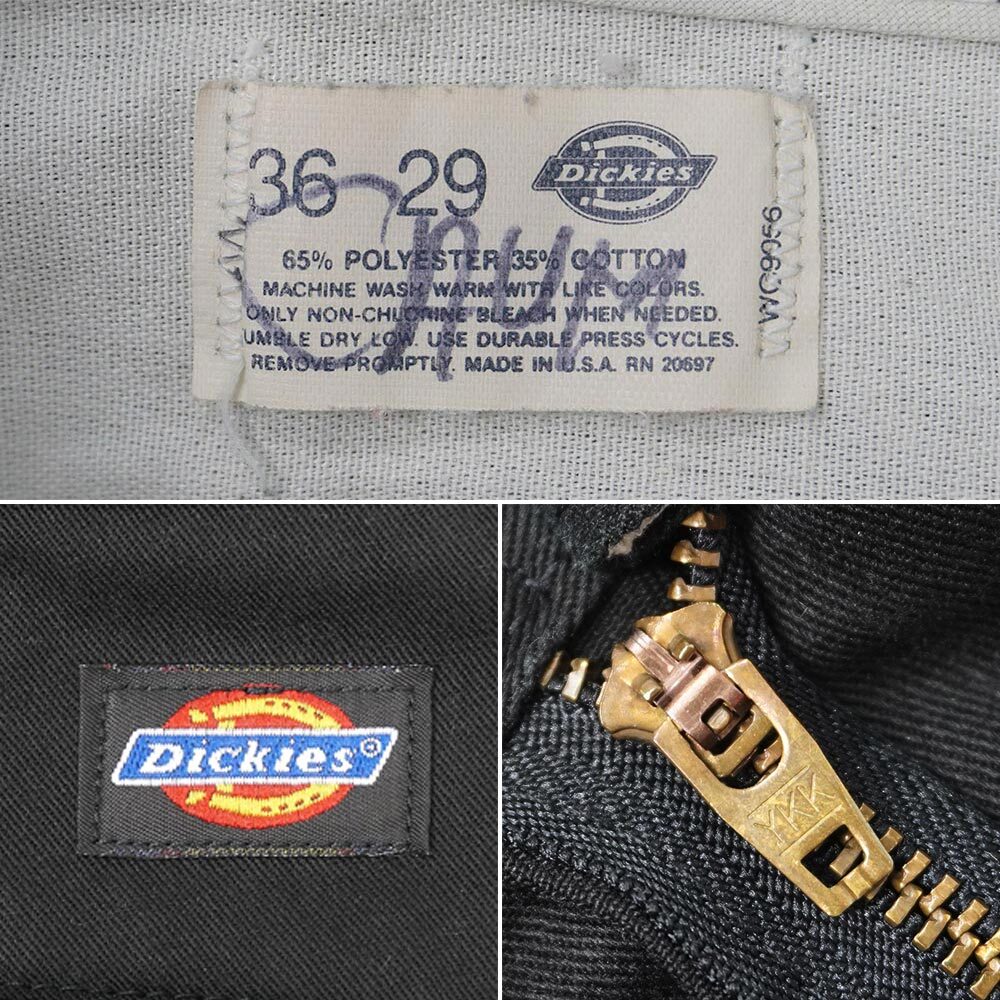 36 29 Dickies
65% POLYESTER 35% COTTON
MACHINE WASH WARM WITH LIKE COLORS.
ONLY NON-CHLORINE BLEACH WHEN NEEDED.
UMBLE DRY LOW. USE DURABLE PRESS CYCLES.
REMOVE PROMPTLY. MADE IN U.S.A. RN 20697
WC9056
Dickies®
YKK